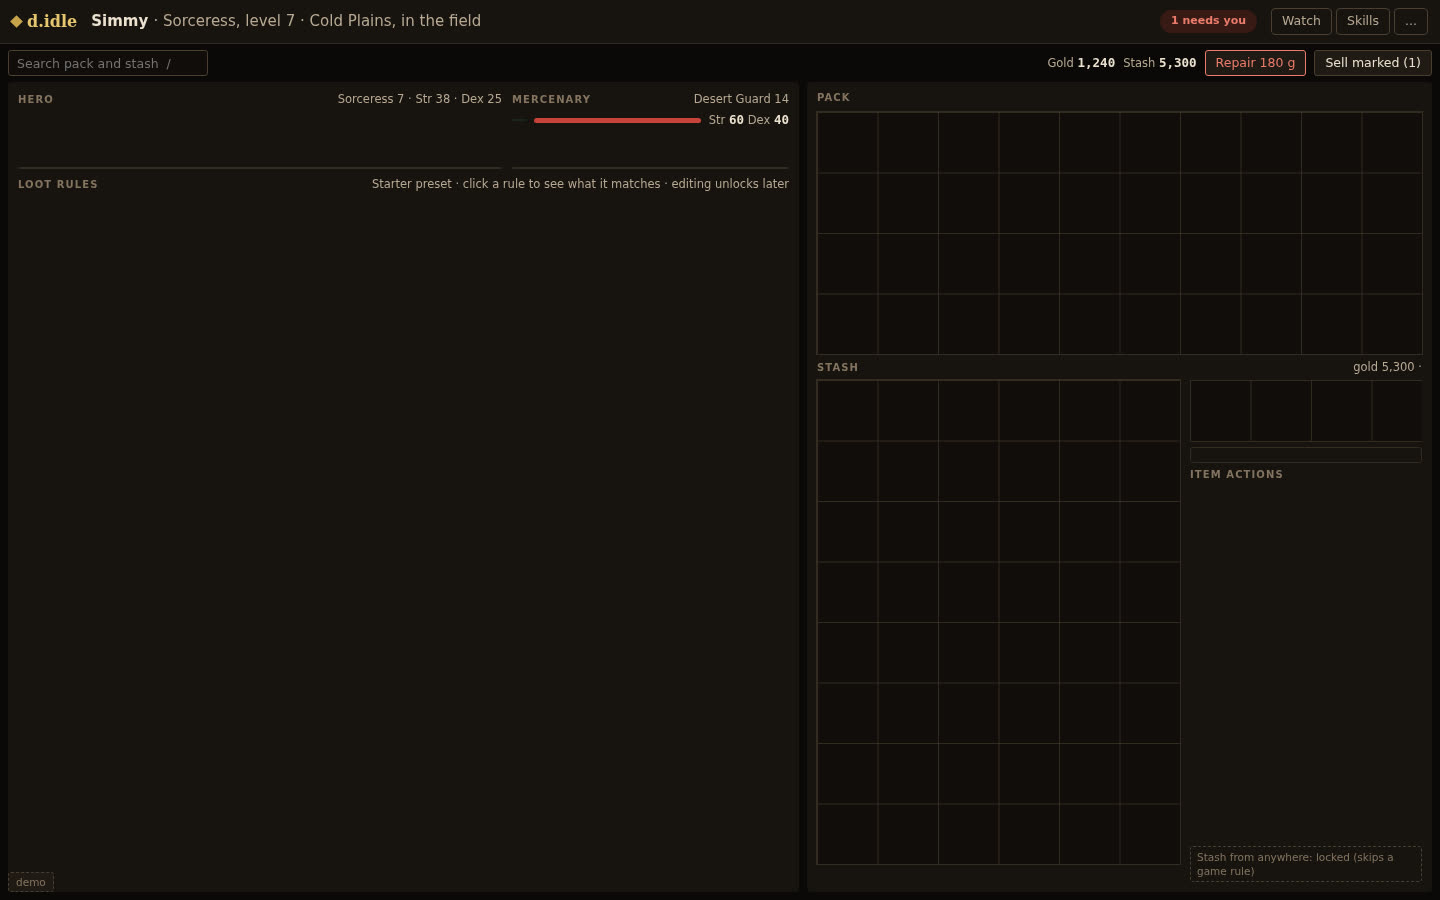 ◆ d.idle Simmy · Sorceress, level 7 · Cold Plains, in the field 1 needs you Watch Skills ...
Search pack and stash / Gold 1,240 Stash 5,300 Repair 180 g Sell marked (1)
HERO Sorceress 7 · Str 38 · Dex 25 MERCENARY Desert Guard 14
Str 60 Dex 40
LOOT RULES Starter preset · click a rule to see what it matches · editing unlocks later
PACK
STASH gold 5,300 ·
ITEM ACTIONS
Stash from anywhere: locked (skips a
game rule)
demo